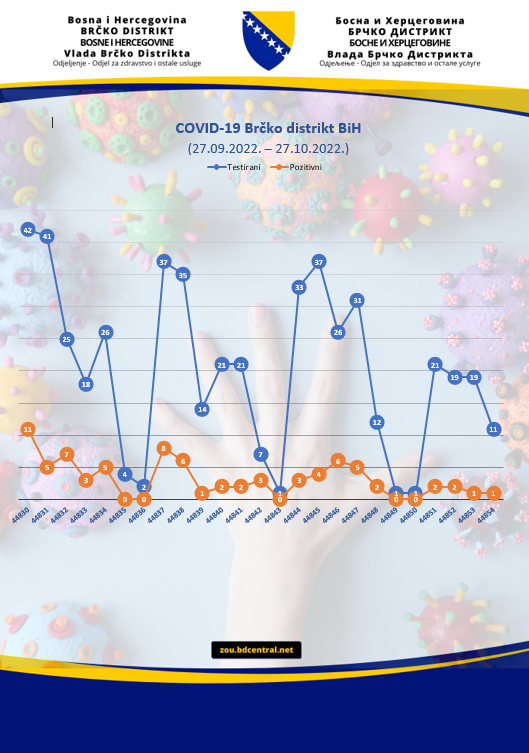 Bosna i Hercegovina
BRČKO DISTRIKT
BOSNE I HERCEGOVINE
Vlada Brčko Distrikta
Odjeljenje - Odjel za zdravstvo i ostale usluge
Босна и Херцеговина
БРЧКО ДИСТРИКТ
БОСНЕ И ХЕРЦЕГОВИНЕ
Влада Брчко Дистрикта
Одјељење - Одјел за здравство и остале услуге
COVID-19 Brčko distrikt BiH
(27.09.2022. – 27.10.2022.)
Testirani Pozitivni
42 41 25 18 26 4 2 37 35 14 21 21 7 1 33 37 26 31 12 1 1 21 19 19 11
11 5 7 3 5 0 0 8 6 1 2 2 3 0 3 4 6 5 2 0 0 2 2 1 1
44830 44831 44832 44833 44834 44835 44836 44837 44838 44839 44840 44841 44842 44843 44844 44845 44846 44847 44848 44849 44850 44851 44852 44853 44854
zou.bdcentral.net